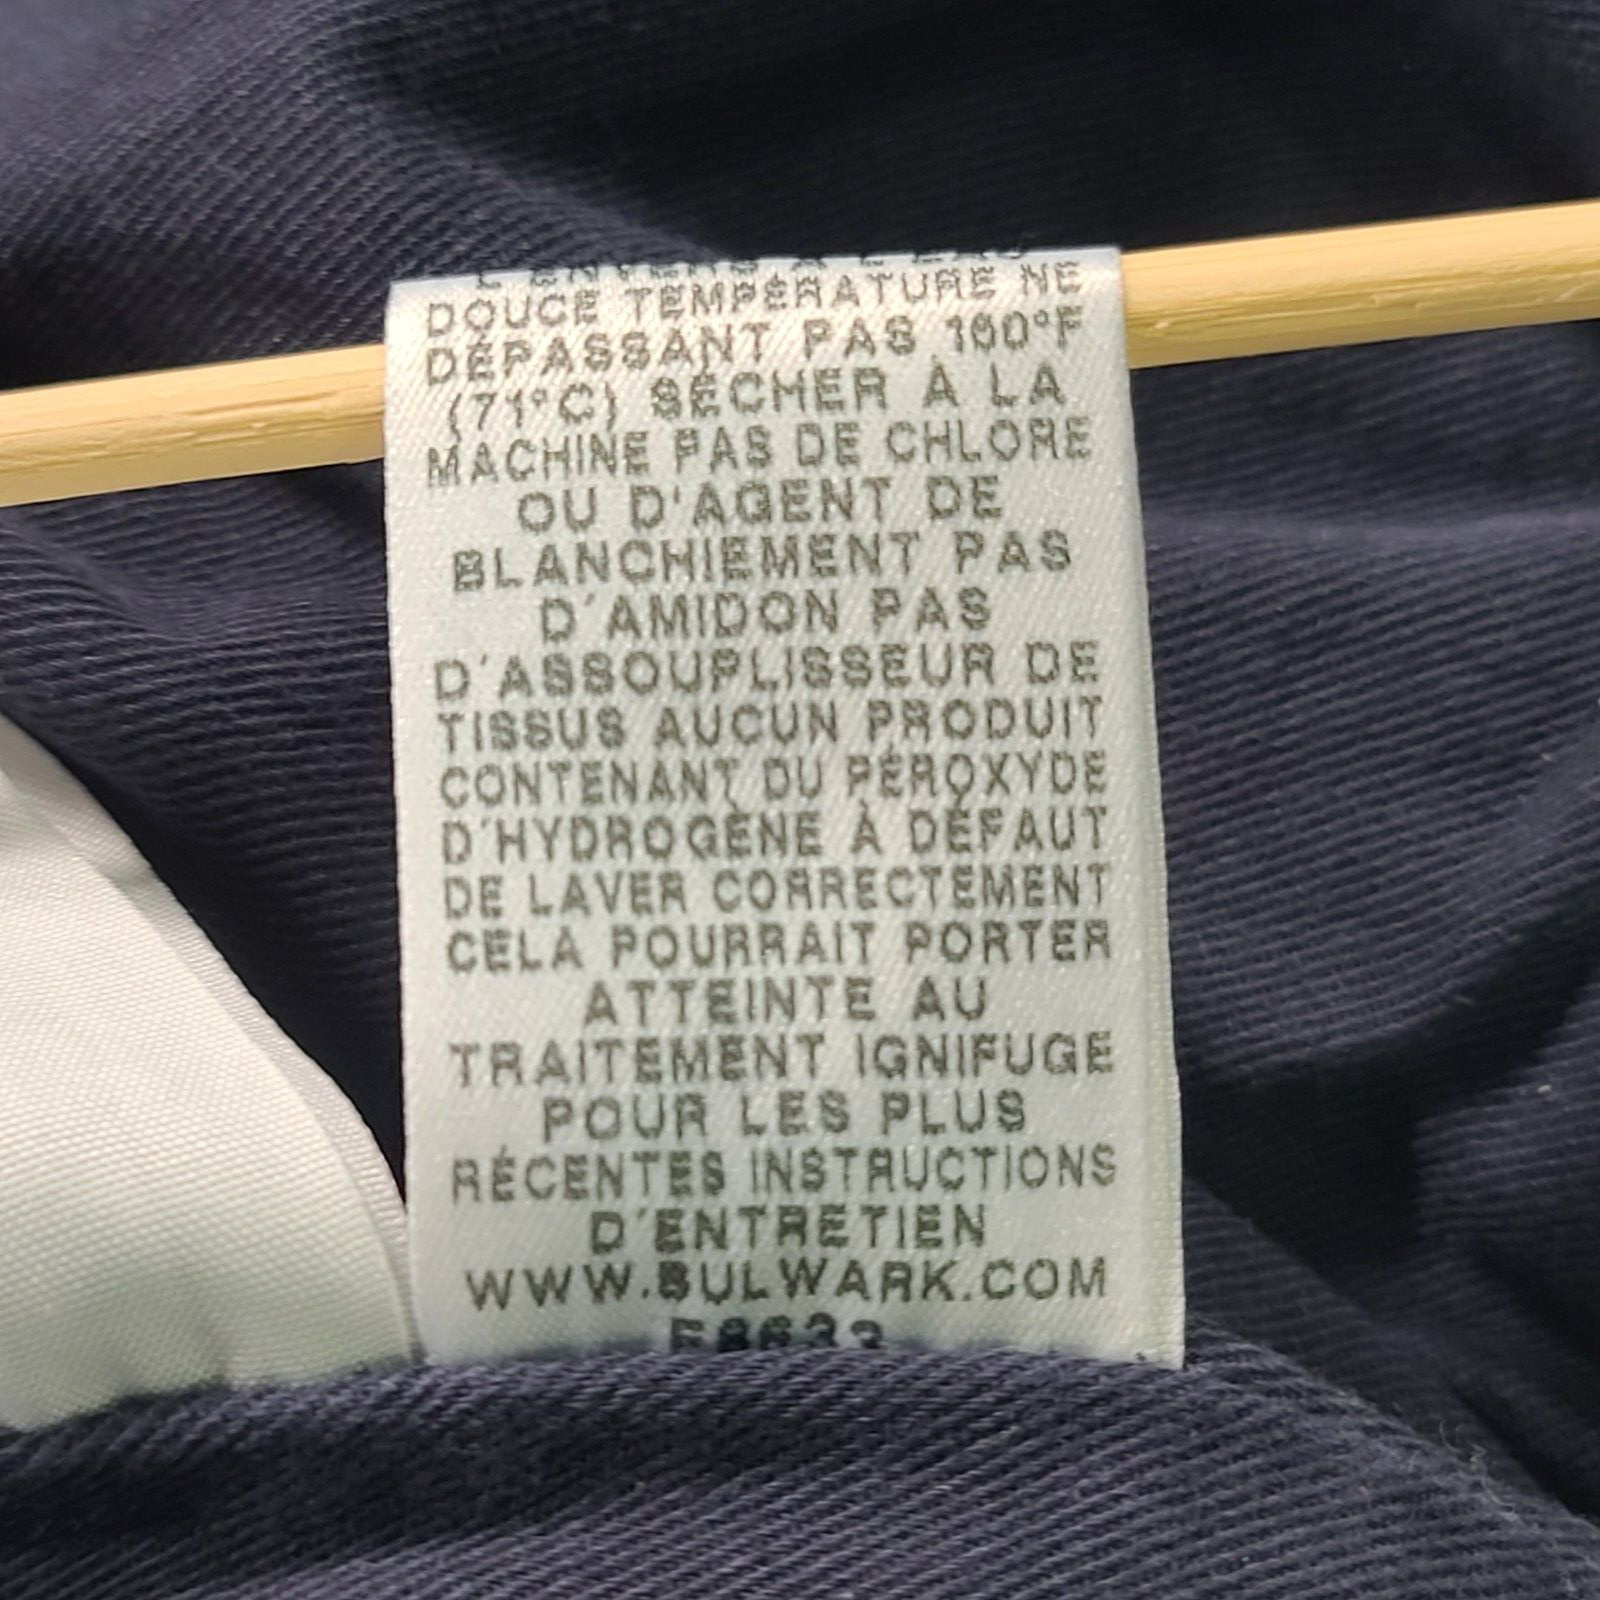 DOUCE TEMPÉRATURE NE
DÉPASSANT PAS 160°F
(71°C) SÉCHER À LA
MACHINE PAS DE CHLORE
OU D'AGENT DE
BLANCHIEMENT PAS
D'AMIDON PAS
D'ASSOUPLISSEUR DE
TISSUS AUCUN PRODUIT
CONTENANT DU PÉROXYDE
D'HYDROGÈNE À DÉFAUT
DE LAVER CORRECTEMENT
CELA POURRAIT PORTER
ATTEINTE AU
TRAITEMENT IGNIFUGE
POUR LES PLUS
RÉCENTES INSTRUCTIONS
D'ENTRETIEN
WWW.BULWARK.COM